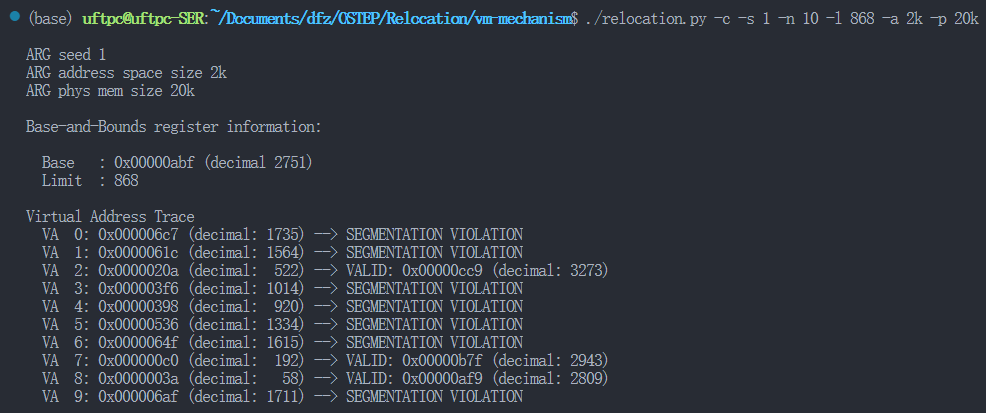 (base) uftpc@uftpc-SER:~/Documents/dfz/OSTEP/Relocation/vm-mechanism$ ./relocation.py -c -s 1 -n 10 -l 868 -a 2k -p 20k
ARG seed 1
ARG address space size 2k
ARG phys mem size 20k
Base-and-Bounds register information:
Base   : 0x00000abf (decimal 2751)
Limit  : 868
Virtual Address Trace
VA  0: 0x000006c7 (decimal: 1735) --> SEGMENTATION VIOLATION
VA  1: 0x0000061c (decimal: 1564) --> SEGMENTATION VIOLATION
VA  2: 0x0000020a (decimal:  522) --> VALID: 0x00000cc9 (decimal: 3273)
VA  3: 0x000003f6 (decimal: 1014) --> SEGMENTATION VIOLATION
VA  4: 0x00000398 (decimal:  920) --> SEGMENTATION VIOLATION
VA  5: 0x00000536 (decimal: 1334) --> SEGMENTATION VIOLATION
VA  6: 0x0000064f (decimal: 1615) --> SEGMENTATION VIOLATION
VA  7: 0x000000c0 (decimal:  192) --> VALID: 0x00000b7f (decimal: 2943)
VA  8: 0x0000003a (decimal:   58) --> VALID: 0x00000af9 (decimal: 2809)
VA  9: 0x000006af (decimal: 1711) --> SEGMENTATION VIOLATION